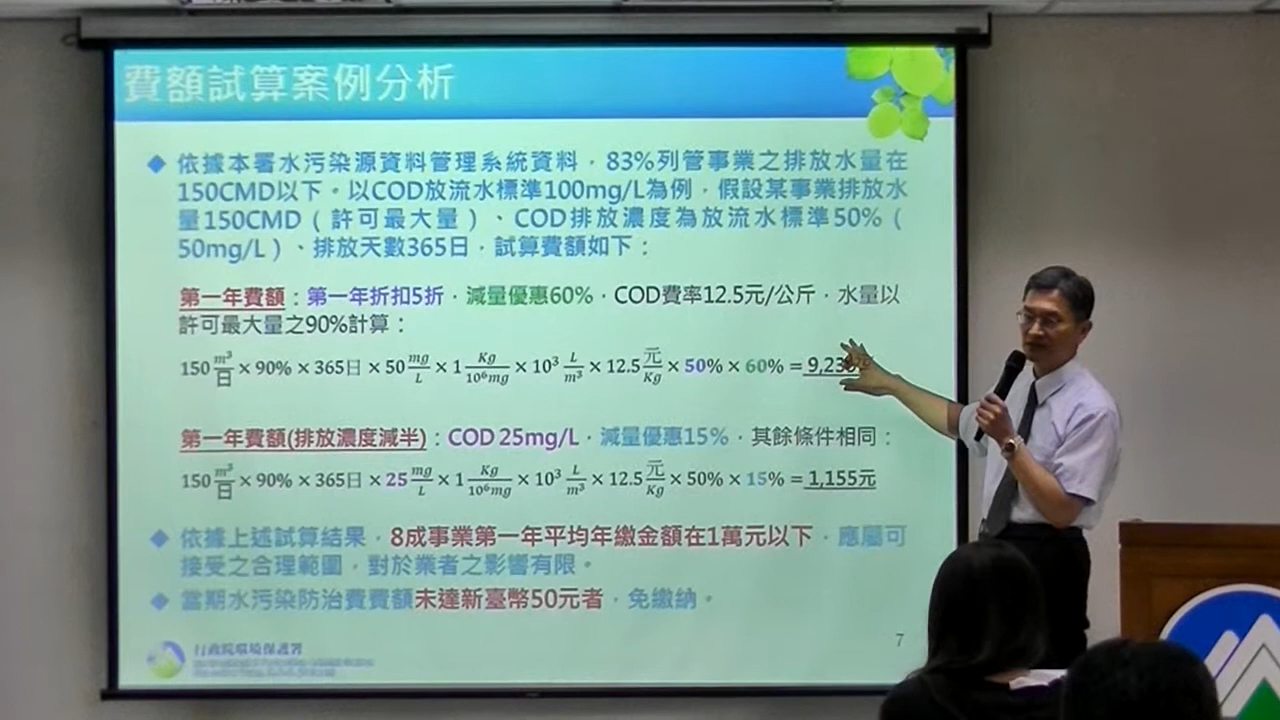 費額試算案例分析
◆ 依據本署水污染源資料管理系統資料，83%列管事業之排放水量在
150CMD以下。以COD放流水標準100mg/L為例，假設某事業排放水
量150CMD（許可最大量）、COD排放濃度為放流水標準50%（
50mg/L）、排放天數365日，試算費額如下：
第一年費額：第一年折扣5折，減量優惠60%，COD費率12.5元/公斤，水量以
許可最大量之90%計算：
150 m³/日 × 90% × 365日 × 50 mg/L × 1 Kg/10⁶mg × 10³ L/m³ × 12.5 元/Kg × 50% × 60% =
第一年費額(排放濃度減半)：COD 25mg/L，減量優惠15%，其餘條件相同：
150 m³/日 × 90% × 365日 × 25 mg/L × 1 Kg/10⁶mg × 10³ L/m³ × 12.5 元/Kg × 50% × 15% = 1,155元
◆ 依據上述試算結果，8成事業第一年平均年繳金額在1萬元以下，應屬可
接受之合理範圍，對於業者之影響有限。
◆ 當期水污染防治費費額未達新臺幣50元者，免繳納。
行政院環境保護署
7